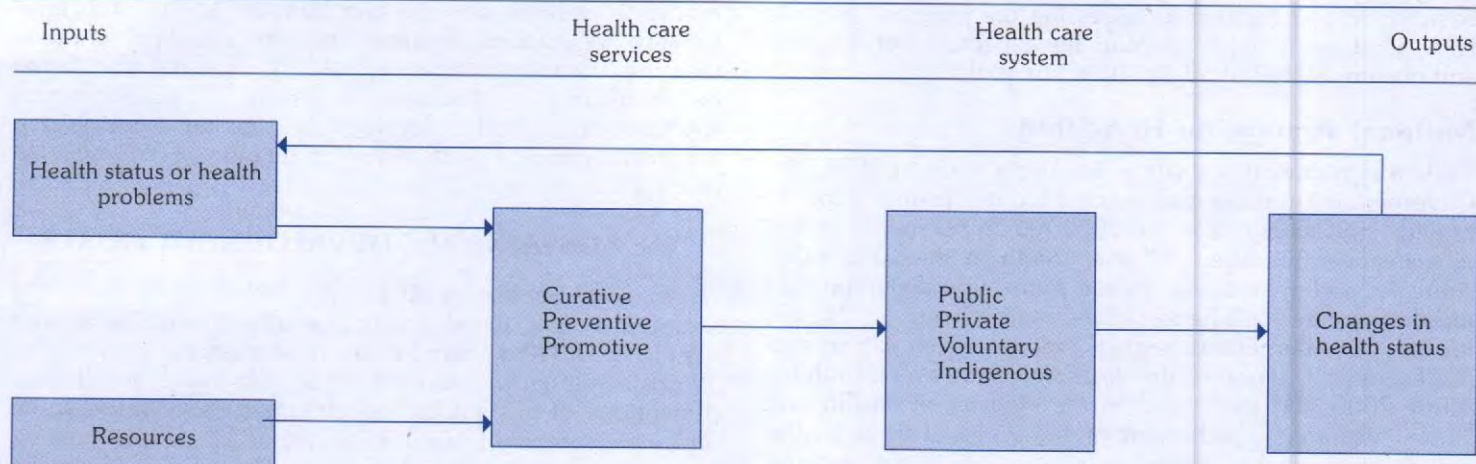 Inputs
Health care
services
Health care
system
Outputs
Health status or health
problems
Curative
Preventive
Promotive
Public
Private
Voluntary
Indigenous
Changes in
health status
Resources